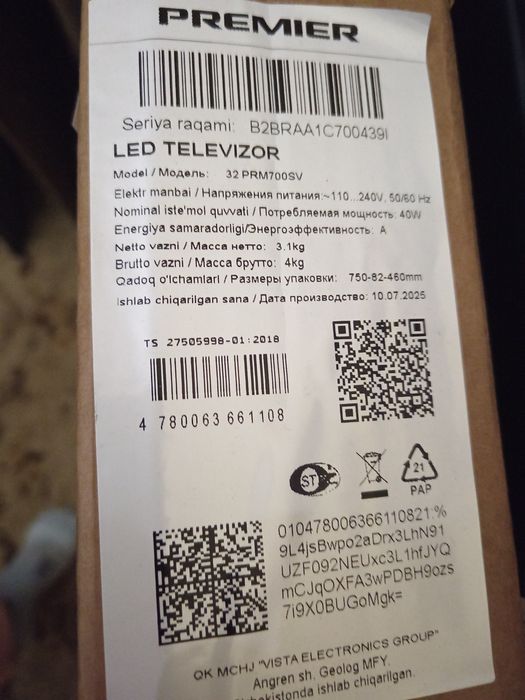 PREMIER
Seriya raqami: B2BRAA1C700439I
LED TELEVIZOR
Model / Модель: 32 PRM700SV
Elektr manbai / Напряжения питания:~110...240V, 50/60 Hz
Nominal iste'mol quvvati / Потребляемая мощность: 40W
Energiya samaradorligi/Энергоэффективность: A
Netto vazni / Масса нетто: 3.1kg
Brutto vazni / Масса брутто: 4kg
Qadoq o'lchamlari / Размеры упаковки: 750-82-460mm
Ishlab chiqarilgan sana / Дата производство: 10.07.2025
TS 27505998-01:2018
4 780063 661108
ST
21
PAP
010478006366110821:%
9L4jsBwpo2aDrx3LhN91
UZF092NEUxc3L1hfJYQ
mCJqOXFA3wPDBH9ozs
7i9X0BUGoMgk=
QK MCHJ "VISTA ELECTRONICS GROUP"
Angren sh, Geolog MFY.
ishlab chiqarilgan.